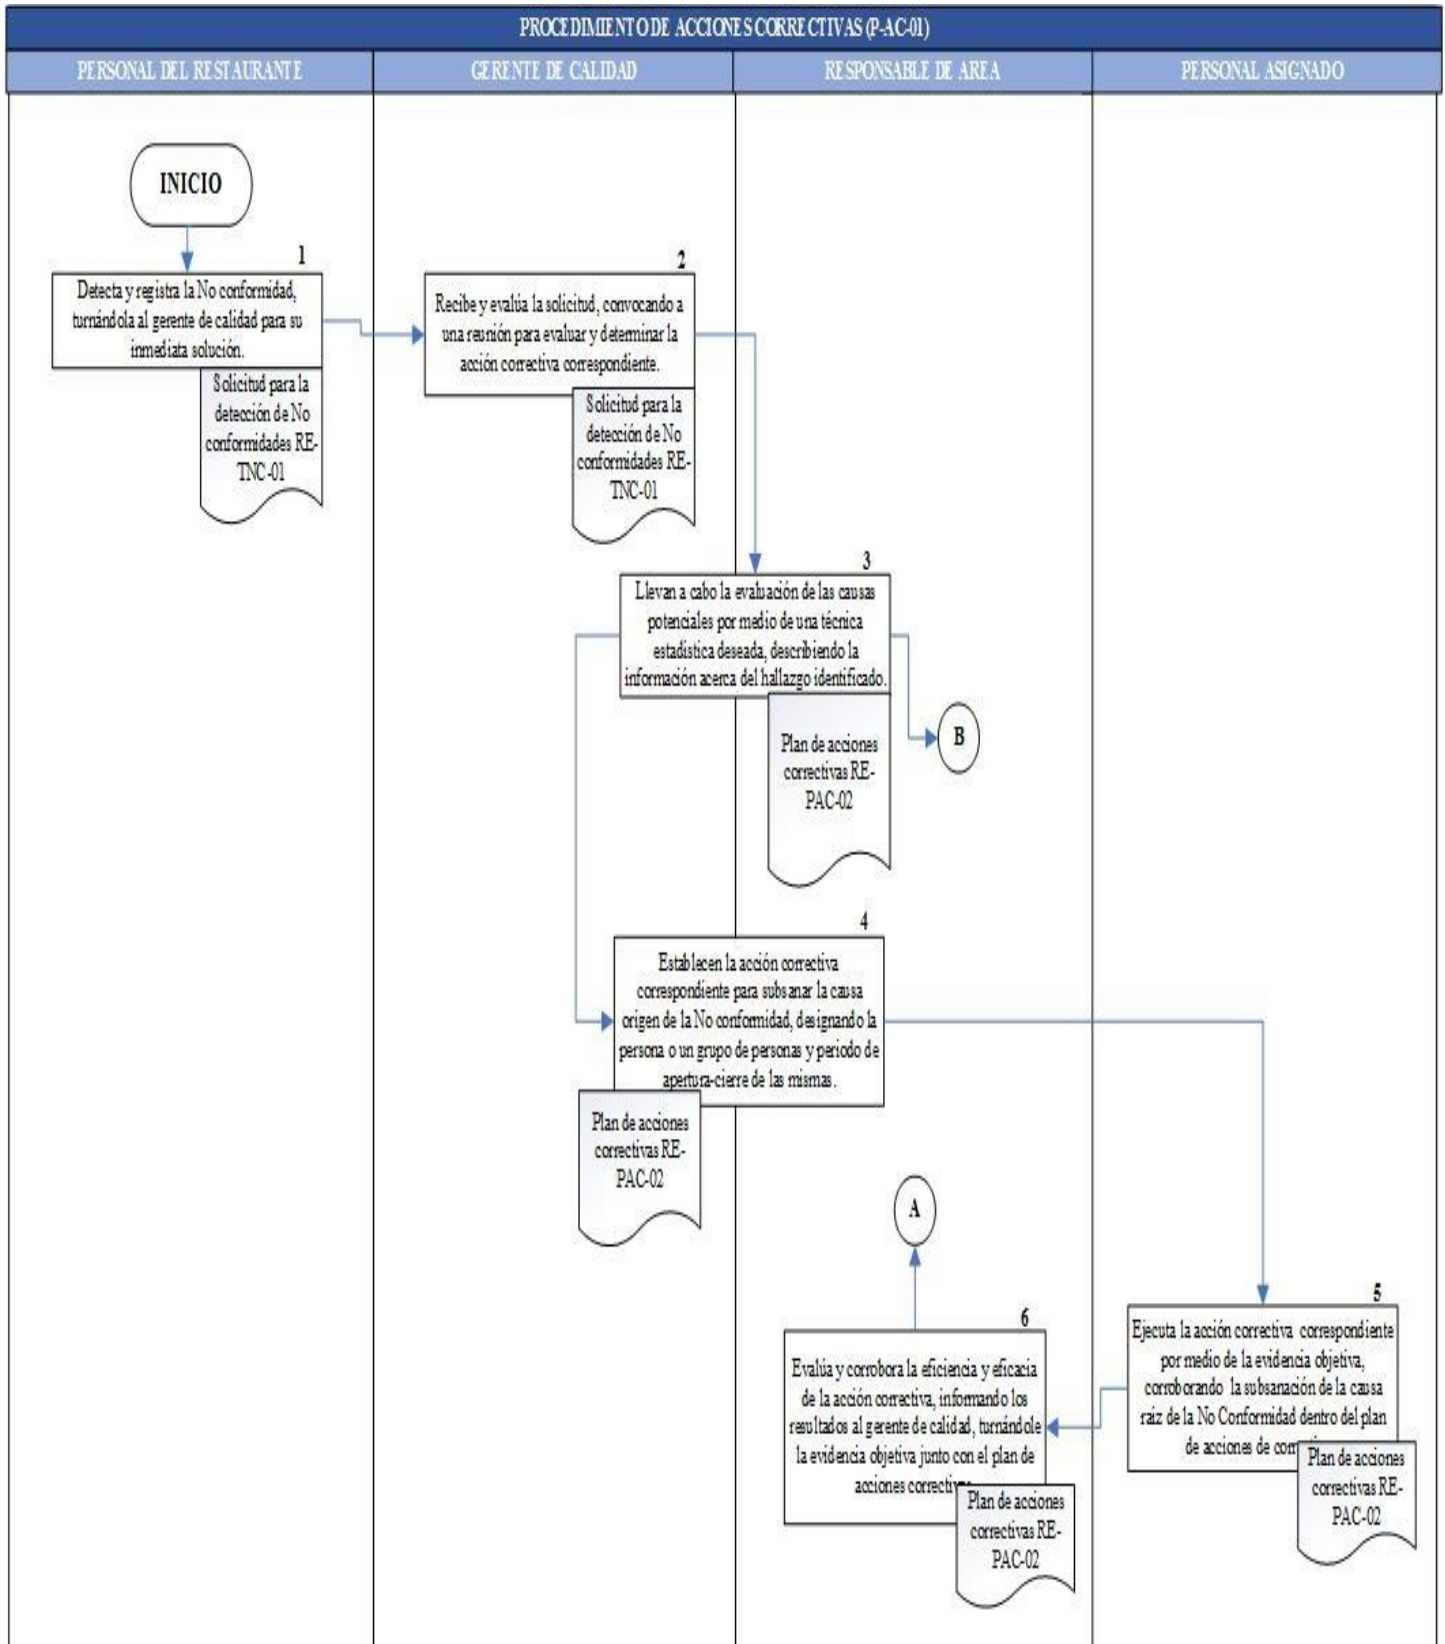 PROCEDIMIENTO DE ACCIONES CORRECTIVAS (P-AC-01)
PERSONAL DEL RESTAURANTE
GERENTE DE CALIDAD
RESPONSABLE DE AREA
PERSONAL ASIGNADO
INICIO
1
Detecta y registra la No conformidad,
turnándola al gerente de calidad para su
inmediata solución.
Solicitud para la
detección de No
conformidades RE-
TNC-01
2
Recibe y evalúa la solicitud, convocando a
una reunión para evaluar y determinar la
acción correctiva correspondiente.
Solicitud para la
detección de No
conformidades RE-
TNC-01
3
Llevan a cabo la evaluación de las causas
potenciales por medio de una técnica
estadística deseada, describiendo la
información acerca del hallazgo identificado.
Plan de acciones
correctivas RE-
PAC-02
B
4
Establecen la acción correctiva
correspondiente para subsanar la causa
origen de la No conformidad, designando la
persona o un grupo de personas y periodo de
apertura-cierre de las mismas.
Plan de acciones
correctivas RE-
PAC-02
A
5
Ejecuta la acción correctiva correspondiente
por medio de la evidencia objetiva,
corroborando la subsanación de la causa
raíz de la No Conformidad dentro del plan
de acciones de
Plan de acciones
correctivas RE-
PAC-02
6
Evalúa y corrobora la eficiencia y eficacia
de la acción correctiva, informando los
resultados al gerente de calidad, turnándole
la evidencia objetiva junto con el plan de
acciones
Plan de acciones
correctivas RE-
PAC-02